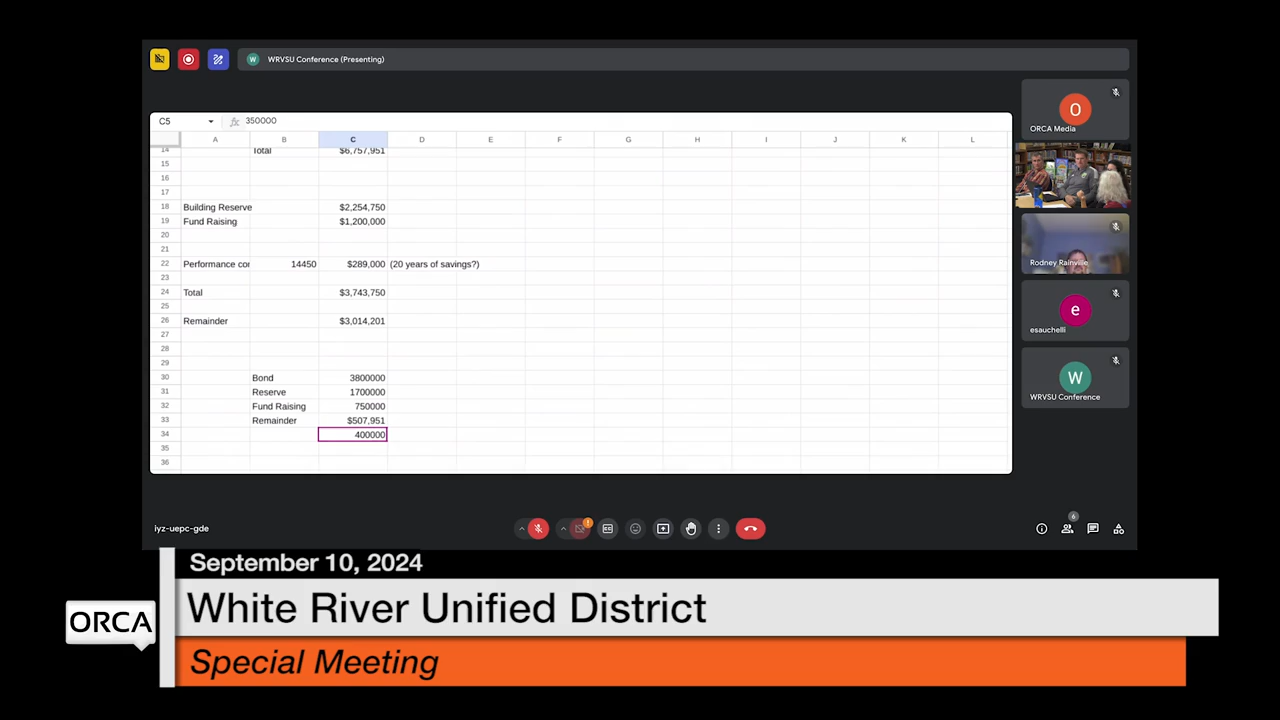 WRVSU Conference (Presenting)
C5 fx 350000
A B C D E F G H I J K L
14 Total $6,757,951
15
16
17
18 Building Reserve $2,254,750
19 Fund Raising $1,200,000
20
21
22 Performance cor 14450 $289,000 (20 years of savings?)
23
24 Total $3,743,750
25
26 Remainder $3,014,201
27
28
29
30 Bond 3800000
31 Reserve 1700000
32 Fund Raising 750000
33 Remainder $507,951
34 400000
35
36
O
ORCA Media
Rodney Rainville
e
esauchelli
W
WRVSU Conference
iyz-uepc-gde
6
September 10, 2024
ORCA
White River Unified District
Special Meeting